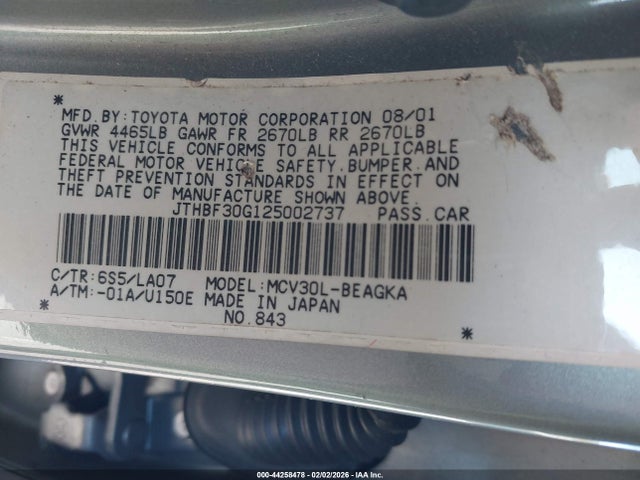 MFD.BY:TOYOTA MOTOR CORPORATION 08/01
GVWR 4465LB GAWR FR 2670LB RR 2670LB
THIS VEHICLE CONFORMS TO ALL APPLICABLE
FEDERAL MOTOR VEHICLE SAFETY,BUMPER,AND
THEFT PREVENTION STANDARDS IN EFFECT ON
THE DATE OF MANUFACTURE SHOWN ABOVE.
JTHBF30G125002737 PASS.CAR
C/TR:6S5/LA07 MODEL:MCV30L-BEAGKA
A/TM:-01A/U150E MADE IN JAPAN
NO.843
000-44258478 - 02/02/2026 - IAAI.COM